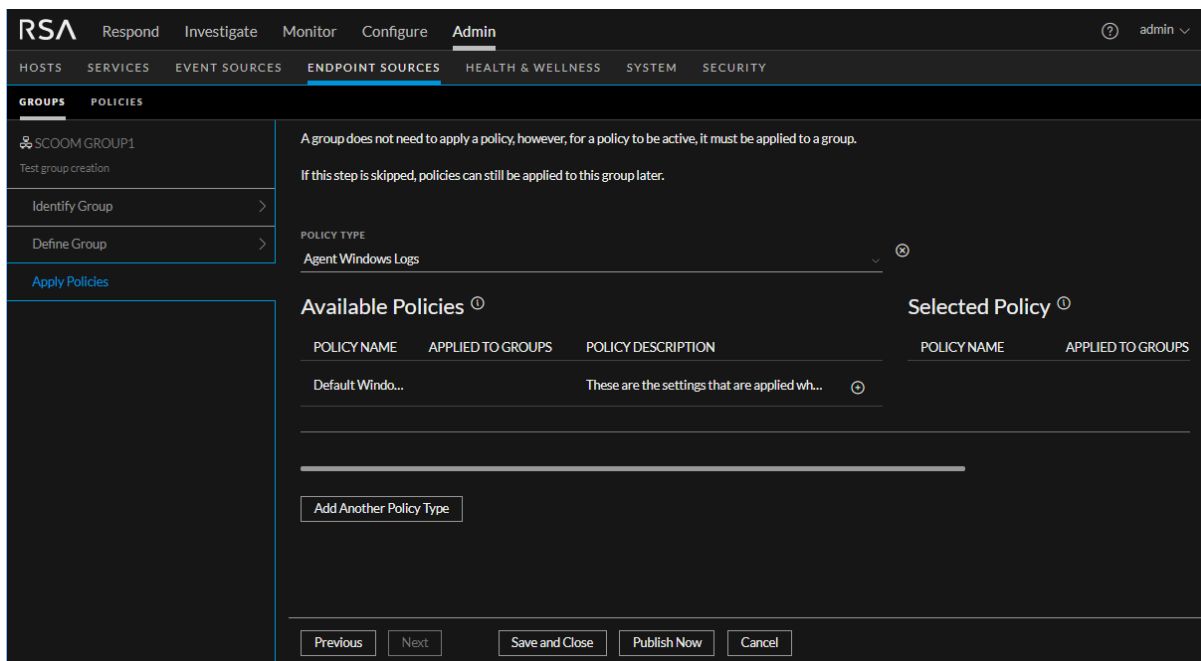 RSA Respond Investigate Monitor Configure Admin admin
HOSTS SERVICES EVENT SOURCES ENDPOINT SOURCES HEALTH & WELLNESS SYSTEM SECURITY
GROUPS POLICIES
SCOOM GROUP1
Test group creation
Identify Group
Define Group
Apply Policies
A group does not need to apply a policy, however, for a policy to be active, it must be applied to a group.
If this step is skipped, policies can still be applied to this group later.
POLICY TYPE
Agent Windows Logs
Available Policies
POLICY NAME APPLIED TO GROUPS POLICY DESCRIPTION
Default Windo... These are the settings that are applied wh...
Selected Policy
POLICY NAME APPLIED TO GROUPS
Add Another Policy Type
Previous Next Save and Close Publish Now Cancel